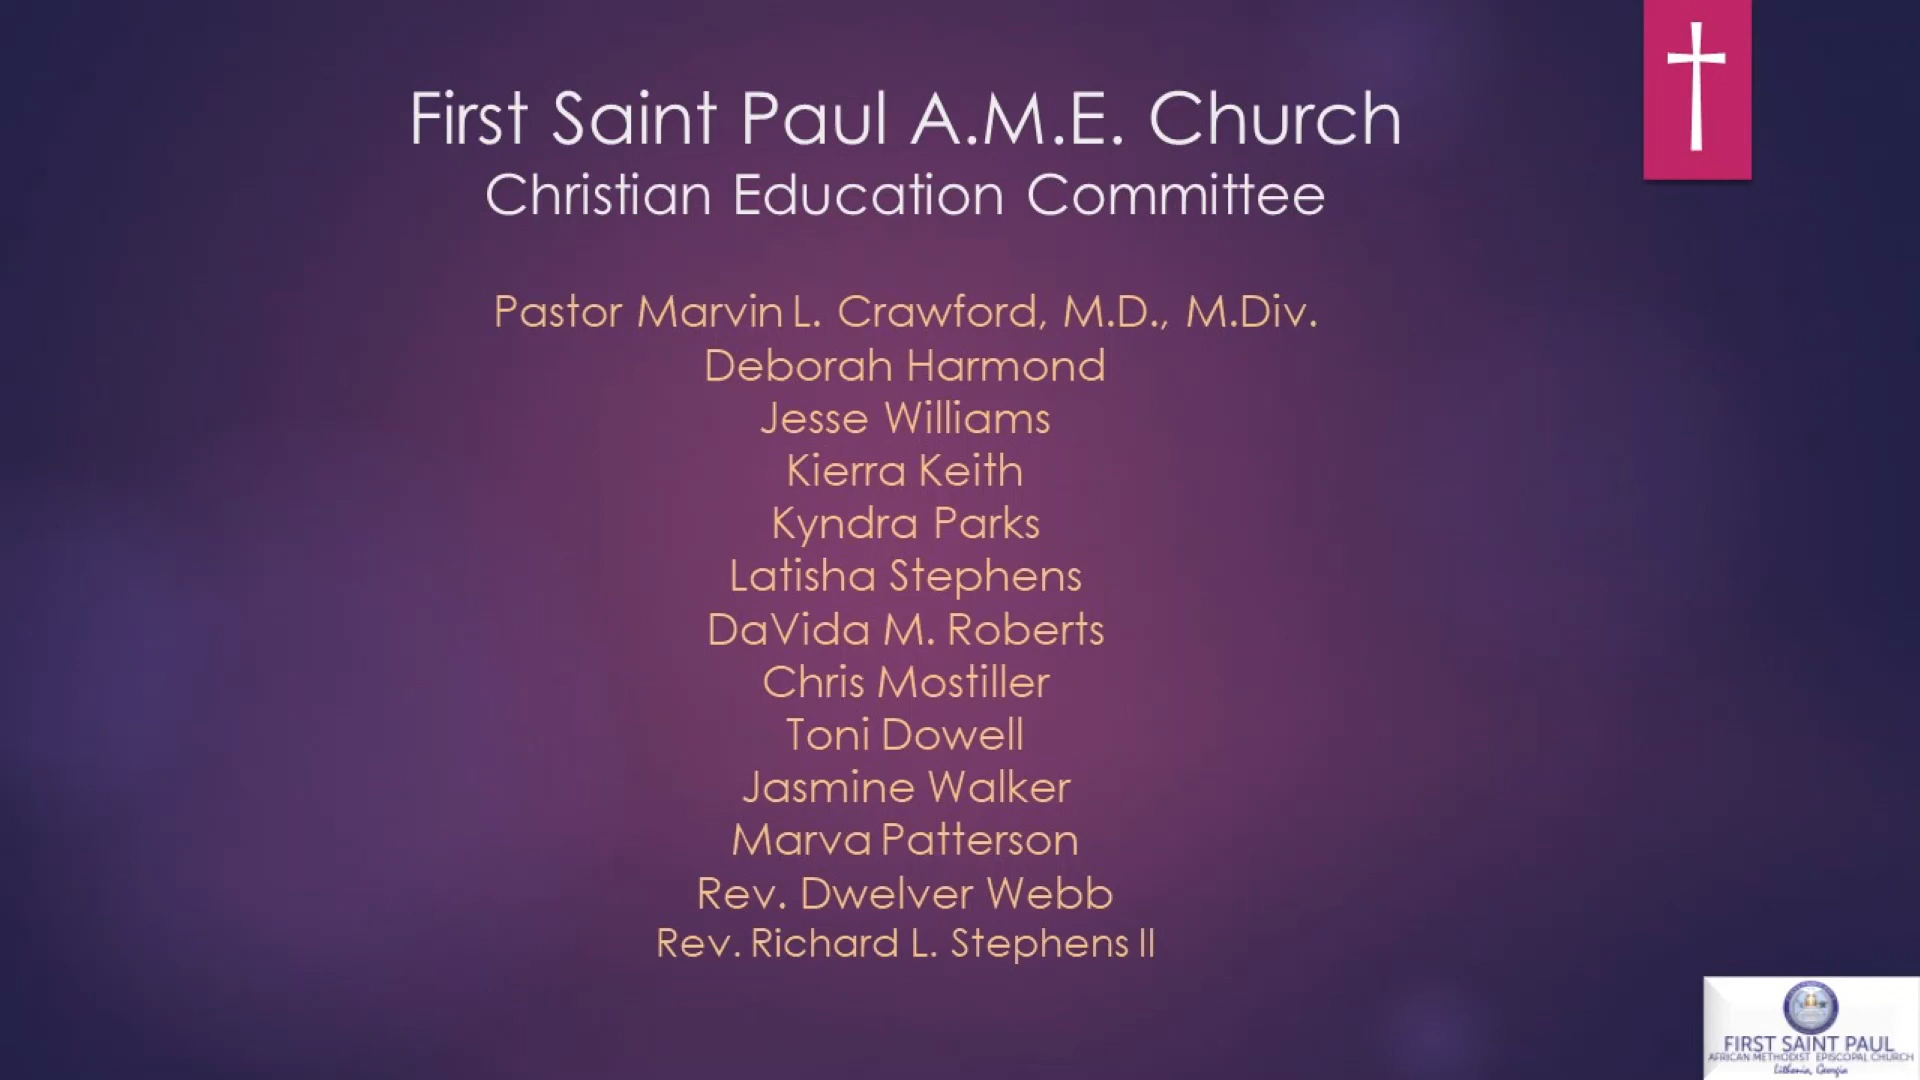 First Saint Paul A.M.E. Church
Christian Education Committee
Pastor Marvin L. Crawford, M.D., M.Div.
Deborah Harmond
Jesse Williams
Kierra Keith
Kyndra Parks
Latisha Stephens
DaVida M. Roberts
Chris Mostiller
Toni Dowell
Jasmine Walker
Marva Patterson
Rev. Dwelver Webb
Rev. Richard L. Stephens II
FIRST SAINT PAUL
AFRICAN METHODIST EPISCOPAL CHURCH
Lithonia, Georgia